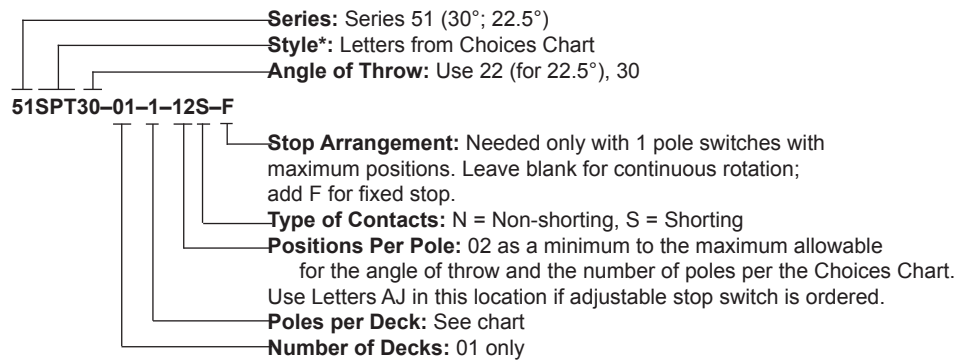 Series: Series 51 (30°; 22.5°)
Style*: Letters from Choices Chart
Angle of Throw: Use 22 (for 22.5°), 30
51SPT30–01–1–12S–F
Stop Arrangement: Needed only with 1 pole switches with
maximum positions. Leave blank for continuous rotation;
add F for fixed stop.
Type of Contacts: N = Non-shorting, S = Shorting
Positions Per Pole: 02 as a minimum to the maximum allowable
for the angle of throw and the number of poles per the Choices Chart.
Use Letters AJ in this location if adjustable stop switch is ordered.
Poles per Deck: See chart
Number of Decks: 01 only